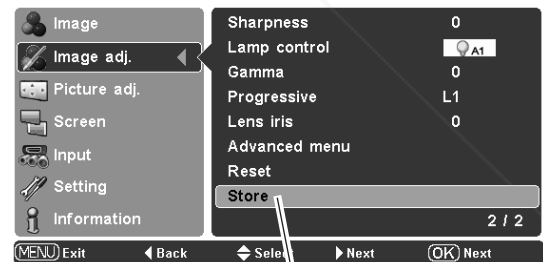 Image
Image adj.
Picture adj.
Screen
Input
Setting
Information
Sharpness 0
Lamp control A1
Gamma 0
Progressive L1
Lens iris 0
Advanced menu
Reset
Store
2 / 2
MENU Exit Back Select Next OK Next